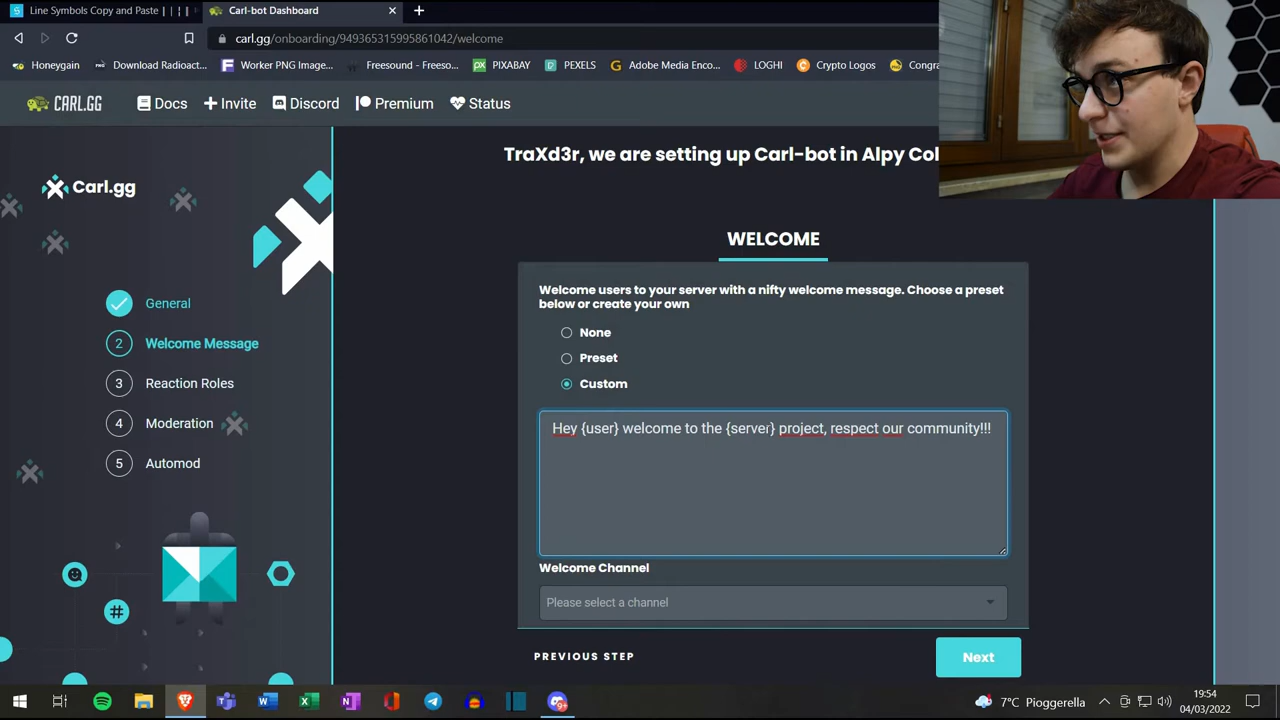 Line Symbols Copy and Paste | | | |
Carl-bot Dashboard
carl.gg/onboarding/949365315995861042/welcome
Honeygain
Download Radioact...
Worker PNG Image...
Freesound - Freeso...
PIXABAY
PEXELS
Adobe Media Enco...
LOGHI
Crypto Logos
Congra
CARL.GG
Docs
Invite
Discord
Premium
Status
TraXd3r, we are setting up Carl-bot in Alpy Col
Carl.gg
General
2 Welcome Message
3 Reaction Roles
4 Moderation
5 Automod
WELCOME
Welcome users to your server with a nifty welcome message. Choose a preset
below or create your own
None
Preset
Custom
Hey {user} welcome to the {server} project, respect our community!!!
Welcome Channel
Please select a channel
PREVIOUS STEP
Next
7°C Pioggerella
19:54
04/03/2022